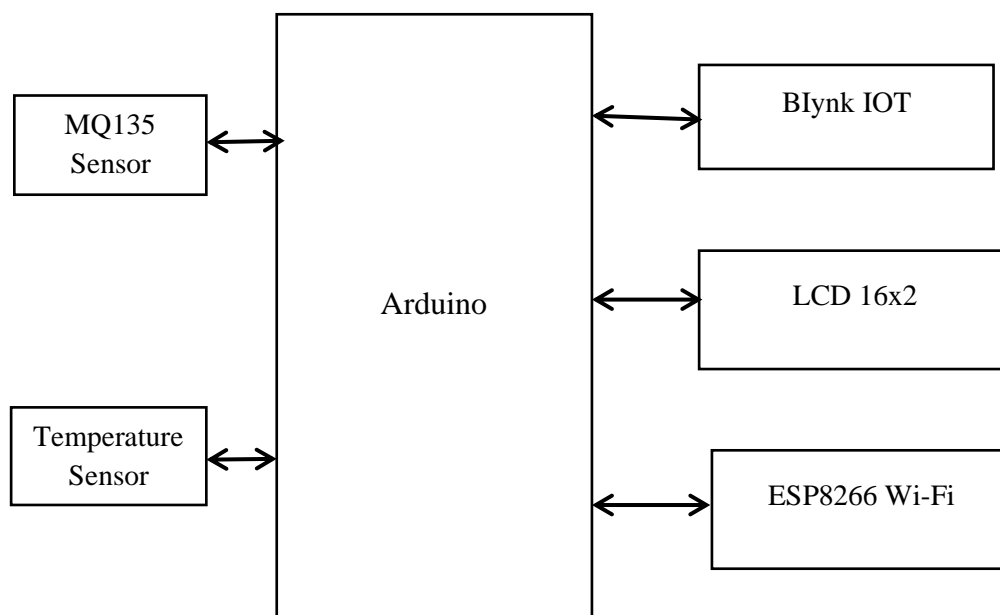 MQ135
Sensor
Temperature
Sensor
Arduino
BIynk IOT
LCD 16x2
ESP8266 Wi-Fi